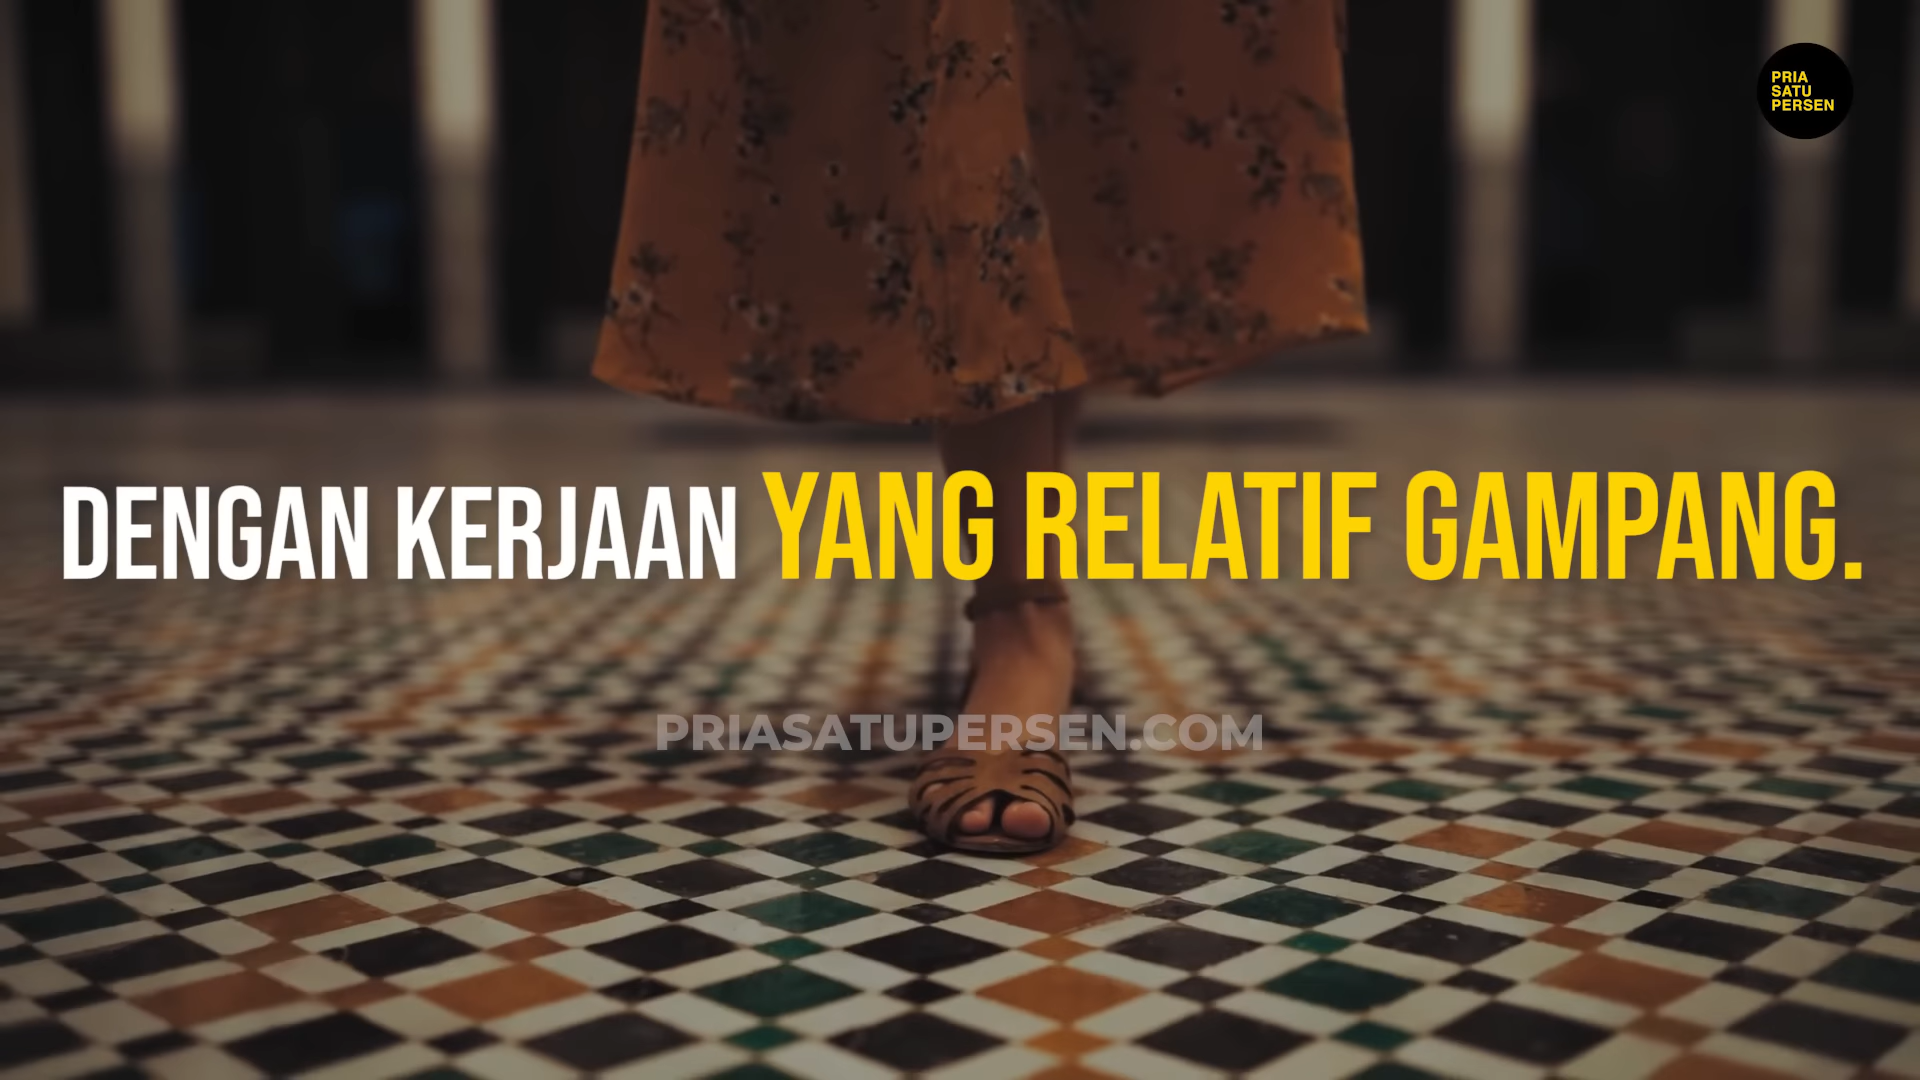 PRIA
SATU
PERSEN
DENGAN KERJAAN YANG RELATIF GAMPANG.
PRIASATUPERSEN.COM